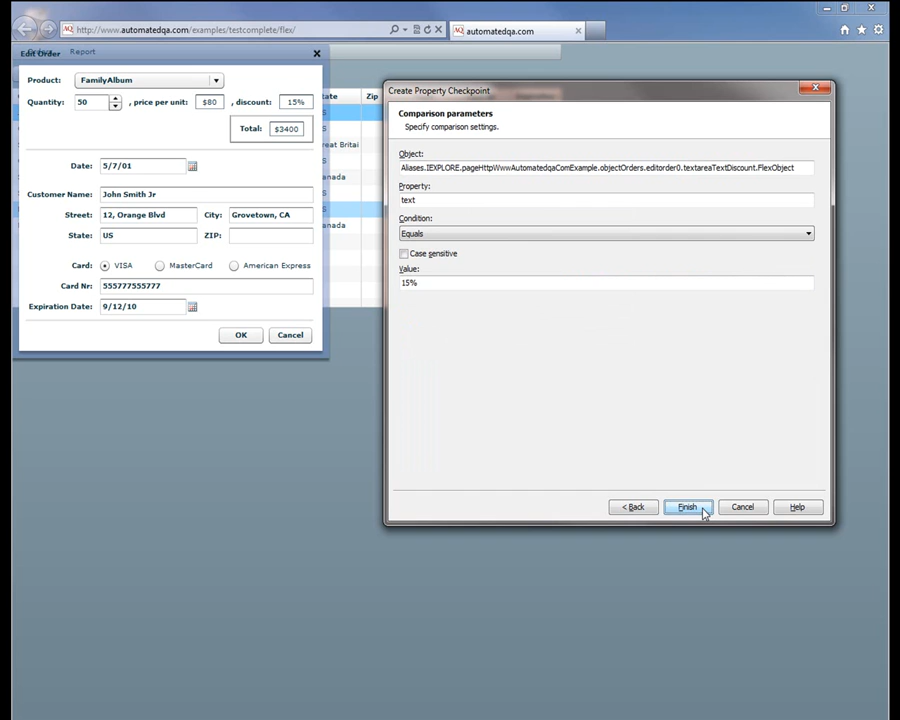 http://www.automatedqa.com/examples/testcomplete/flex/
automatedqa.com
Report
Edit Order
Product: FamilyAlbum
Quantity: 50 , price per unit: $80 , discount: 15%
Total: $3400
Date: 5/7/01
Customer Name: John Smith Jr
Street: 12, Orange Blvd City: Grovetown, CA
State: US ZIP:
Card: VISA MasterCard American Express
Card Nr: 555777555777
Expiration Date: 9/12/10
OK Cancel
tate Zip
S
reat Britai
anada
S
anada
Create Property Checkpoint
Comparison parameters
Specify comparison settings.
Object:
Aliases.IEXPLORE.pageHttpWwwAutomatedqaComExample.objectOrders.editorder0.textareaTextDiscount.FlexObject
Property:
text
Condition:
Equals
Case sensitive
Value:
15%
< Back Finish Cancel Help